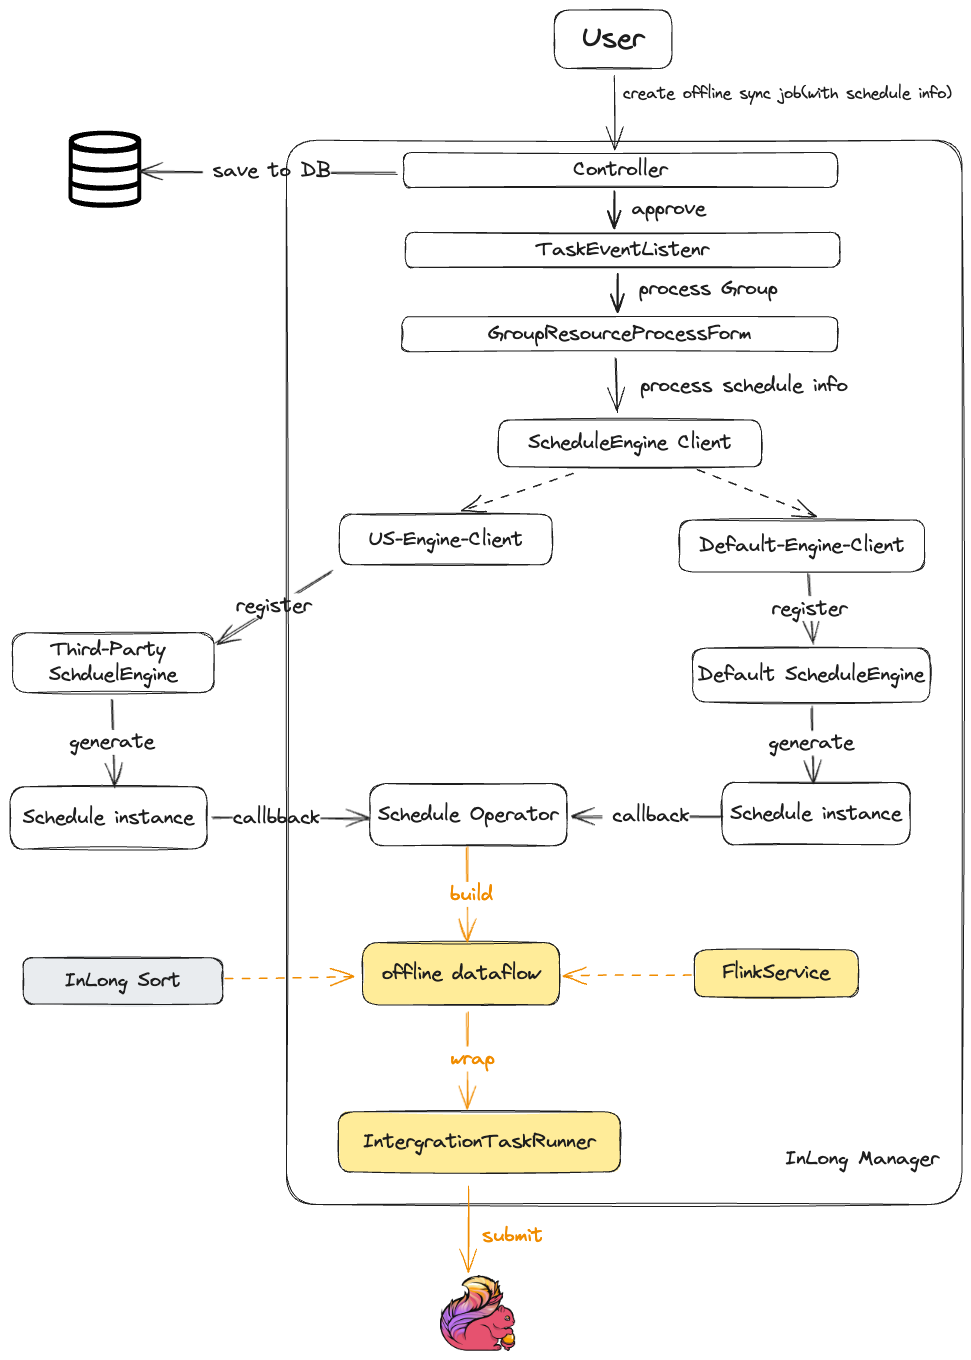 User
create offline sync job(with schedule info)
save to DB
Controller
approve
TaskEventListenr
process Group
GroupResourceProcessForm
process schedule info
ScheduleEngine Client
US-Engine-Client
Default-Engine-Client
register
register
Third-Party
SchduelEngine
Default ScheduleEngine
generate
generate
Schedule instance
callbback
Schedule Operator
callback
Schedule instance
build
InLong Sort
offline dataflow
FlinkService
wrap
IntergrationTaskRunner
InLong Manager
submit